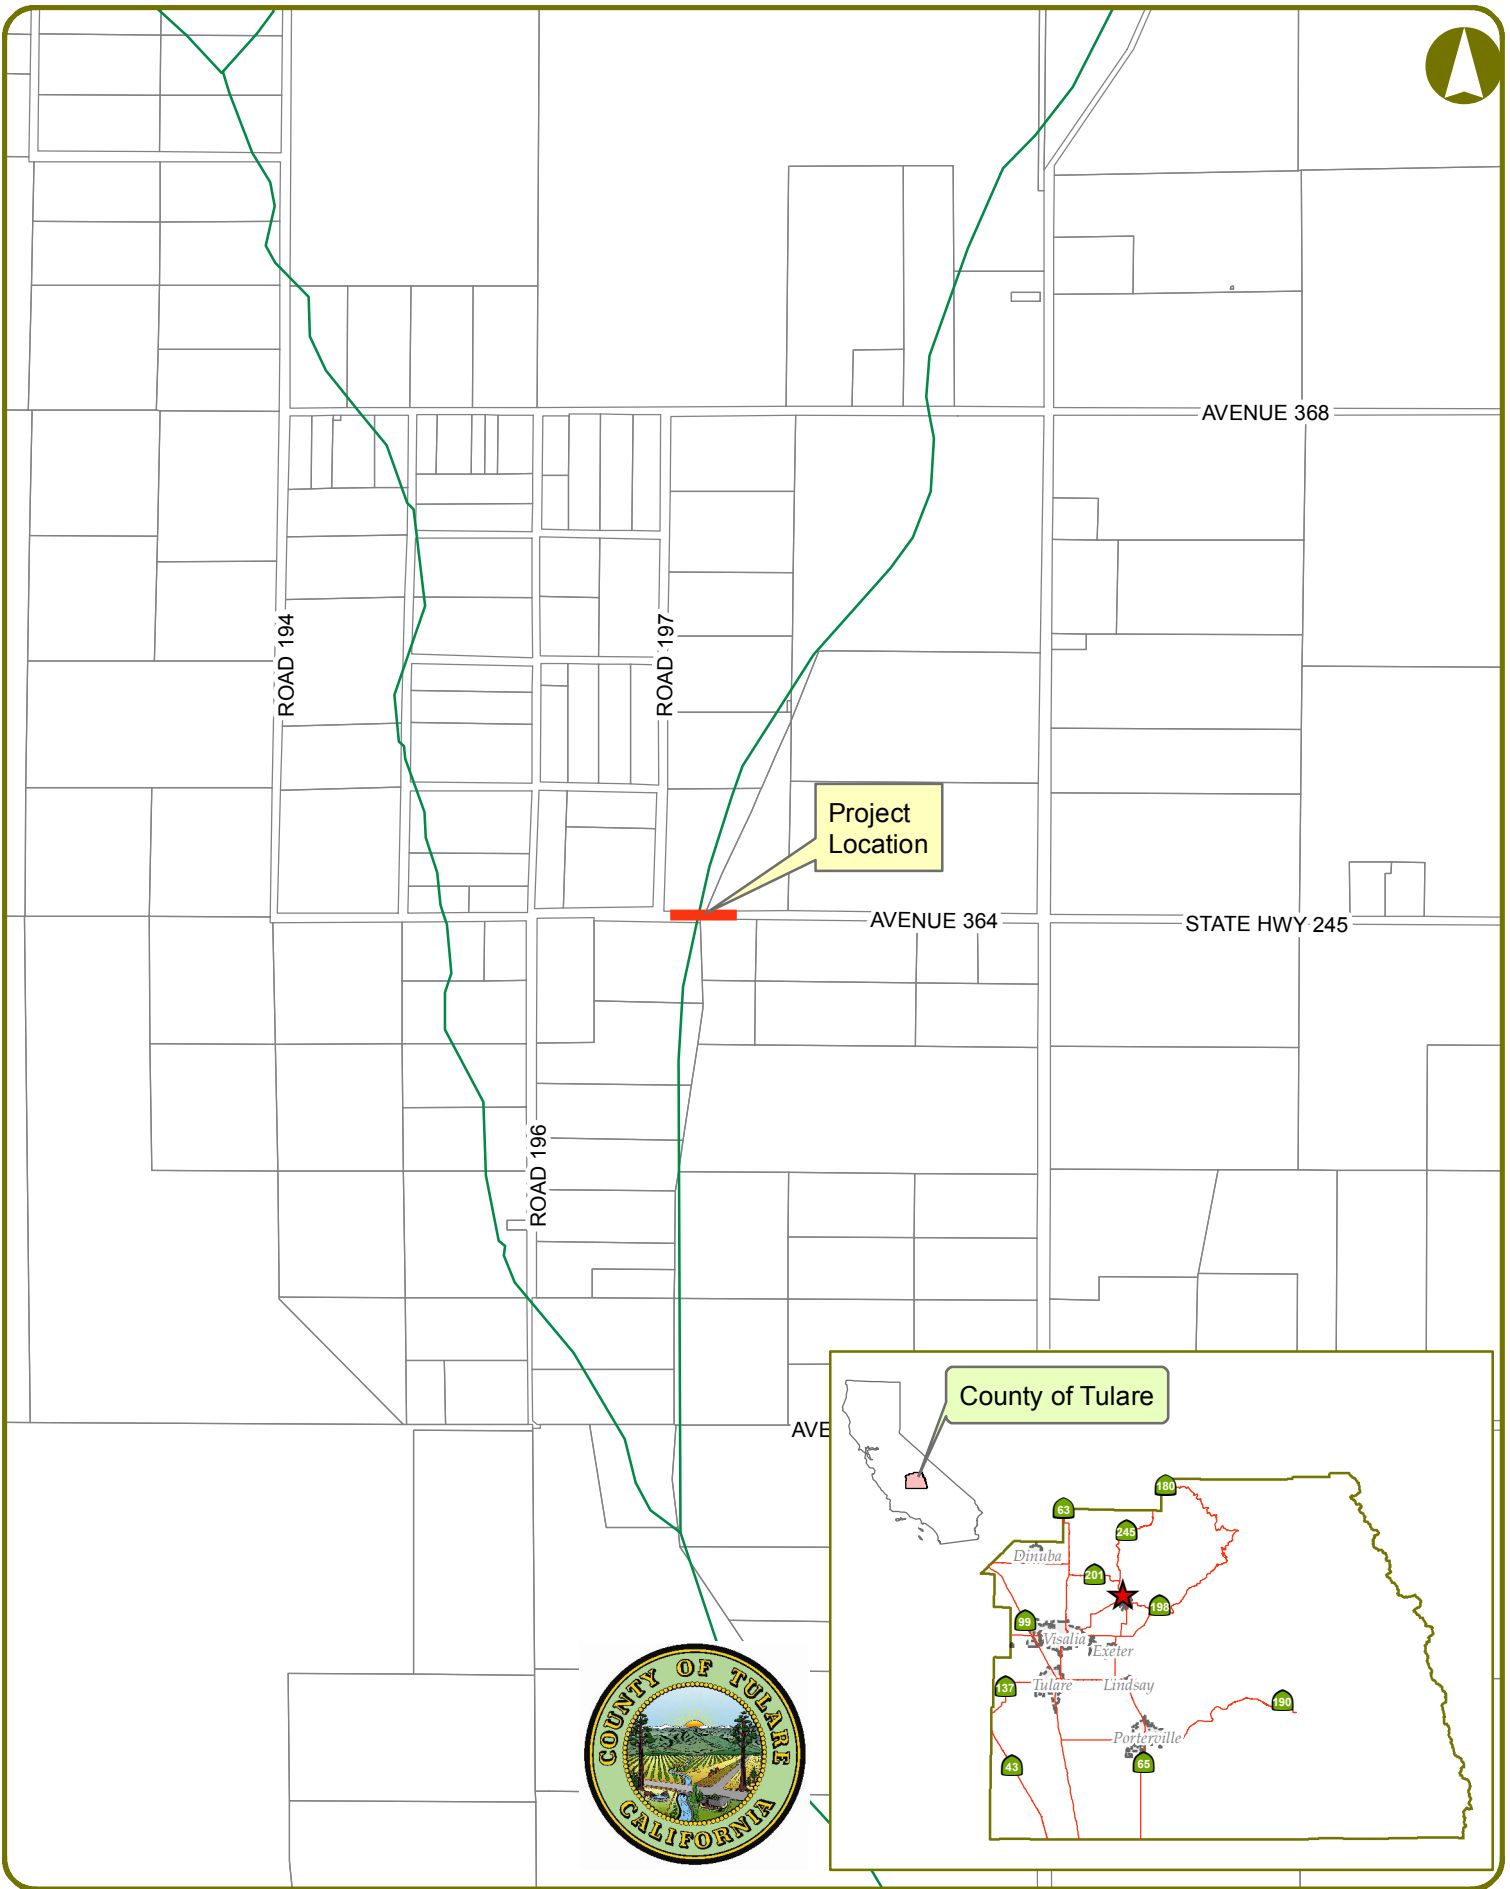 AVENUE 368
ROAD 194
ROAD 197
Project
Location
AVENUE 364
STATE HWY 245
ROAD 196
AVE
County of Tulare
180
63
245
Dinuba
201
198
99
Visalia
Exeter
137
Tulare
Lindsay
190
Porterville
43
65
COUNTY OF TULARE
CALIFORNIA